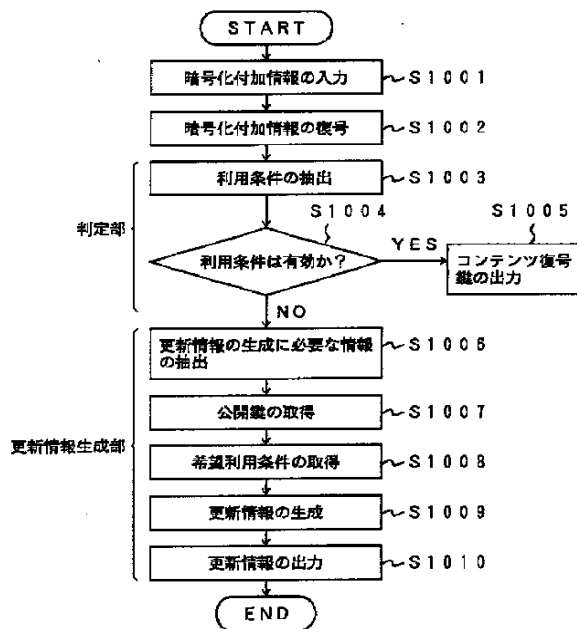 START
暗号化付加情報の入力
S1001
暗号化付加情報の復号
S1002
利用条件の抽出
S1003
判定部
S1004
利用条件は有効か？
YES
S1005
コンテンツ復号
鍵の出力
NO
更新情報の生成に必要な情報
の抽出
S1006
公開鍵の取得
S1007
更新情報生成部
希望利用条件の取得
S1008
更新情報の生成
S1009
更新情報の出力
S1010
END